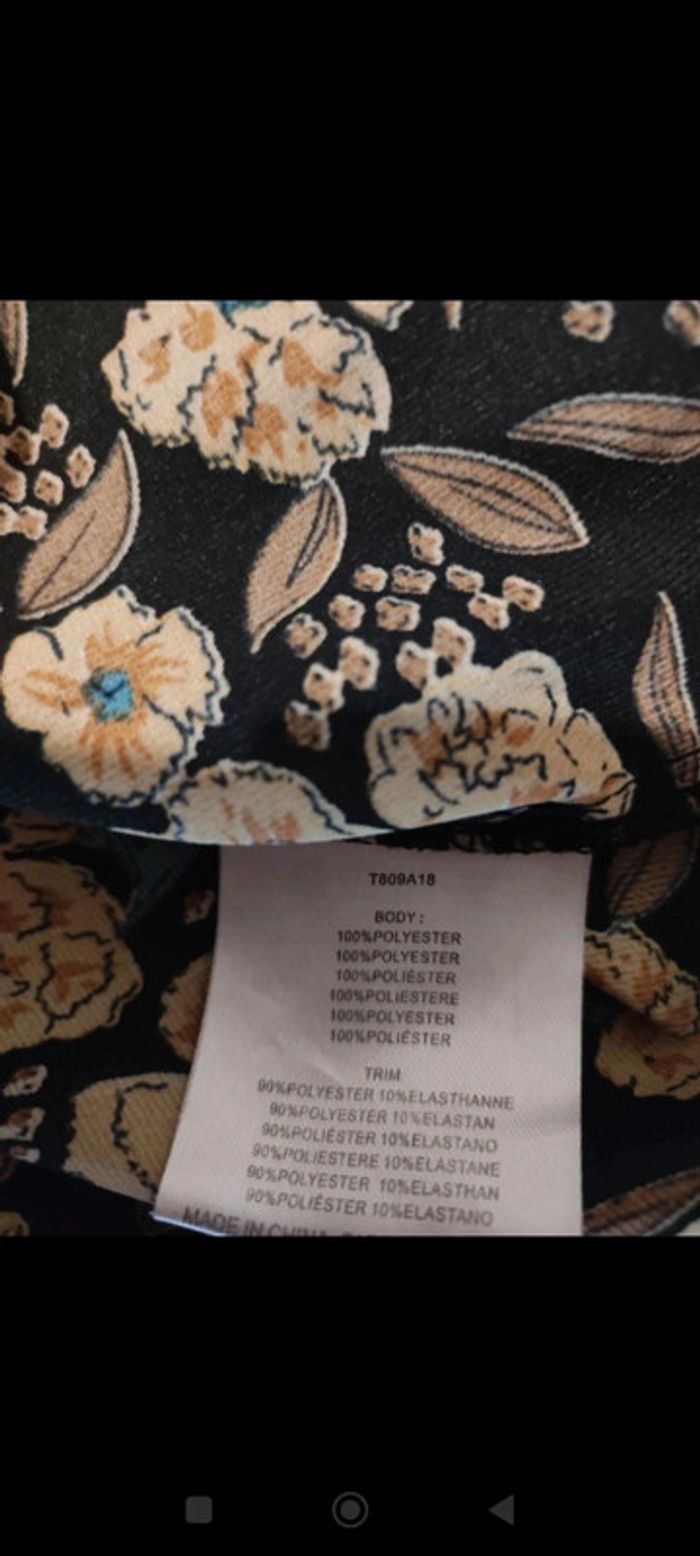 T809A18
BODY :
100%POLYESTER
100%POLYESTER
100%POLIÉSTER
100%POLIESTERE
100%POLYESTER
100%POLIÉSTER
TRIM:
90%POLYESTER 10%ELASTHANNE
90%POLYESTER 10%ELASTAN
90%POLIÉSTER 10%ELASTANO
90%POLIESTERE 10%ELASTANE
90%POLYESTER 10%ELASTHAN
90%POLIÉSTER 10%ELASTANO
MADE IN CHINA